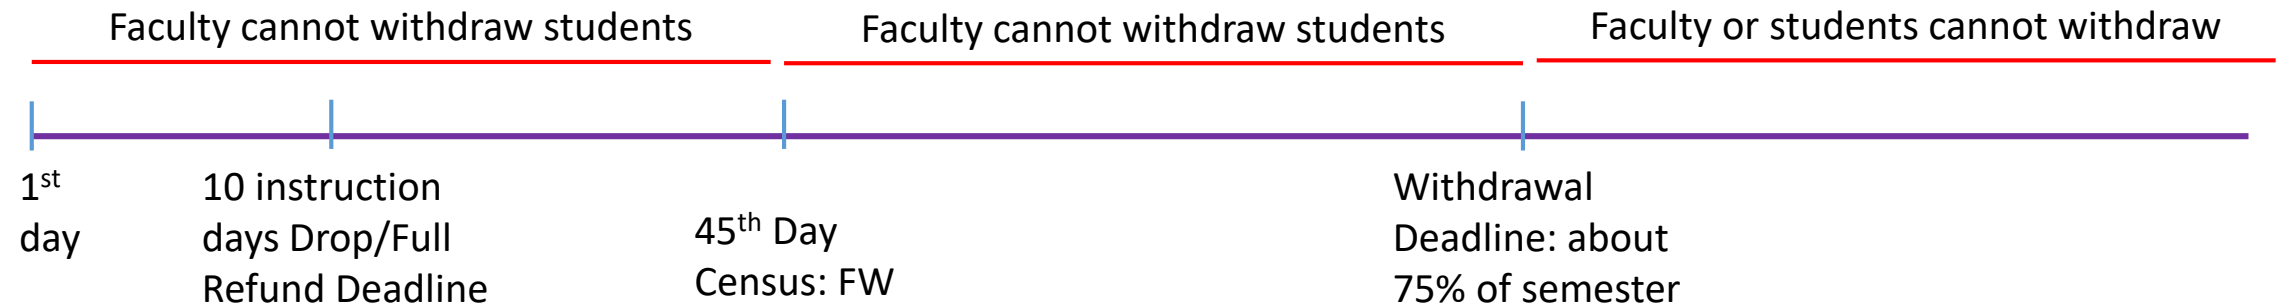 Faculty cannot withdraw students
Faculty cannot withdraw students
Faculty or students cannot withdraw
1st
day
10 instruction
days Drop/Full
Refund Deadline
45th Day
Census: FW
Withdrawal
Deadline: about
75% of semester